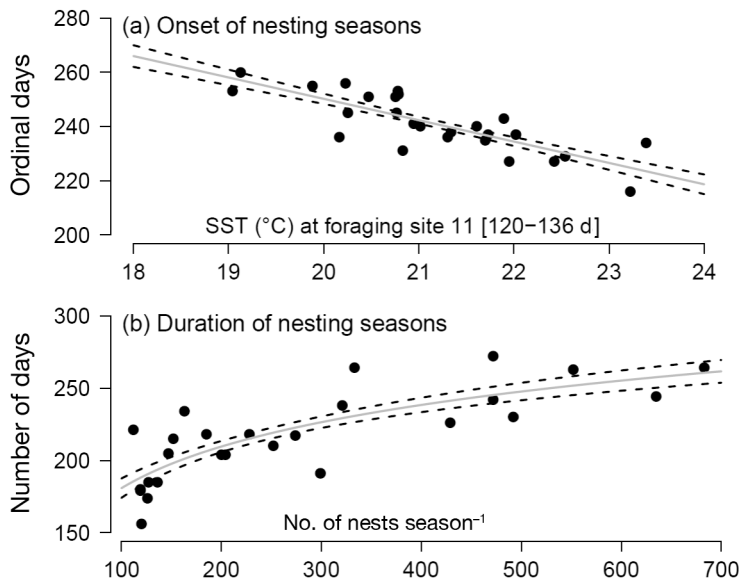 (a) Onset of nesting seasons
Ordinal days
280
260
240
220
200
SST (°C) at foraging site 11 [120−136 d]
18 19 20 21 22 23 24
(b) Duration of nesting seasons
Number of days
300
250
200
150
No. of nests season⁻¹
100 200 300 400 500 600 700